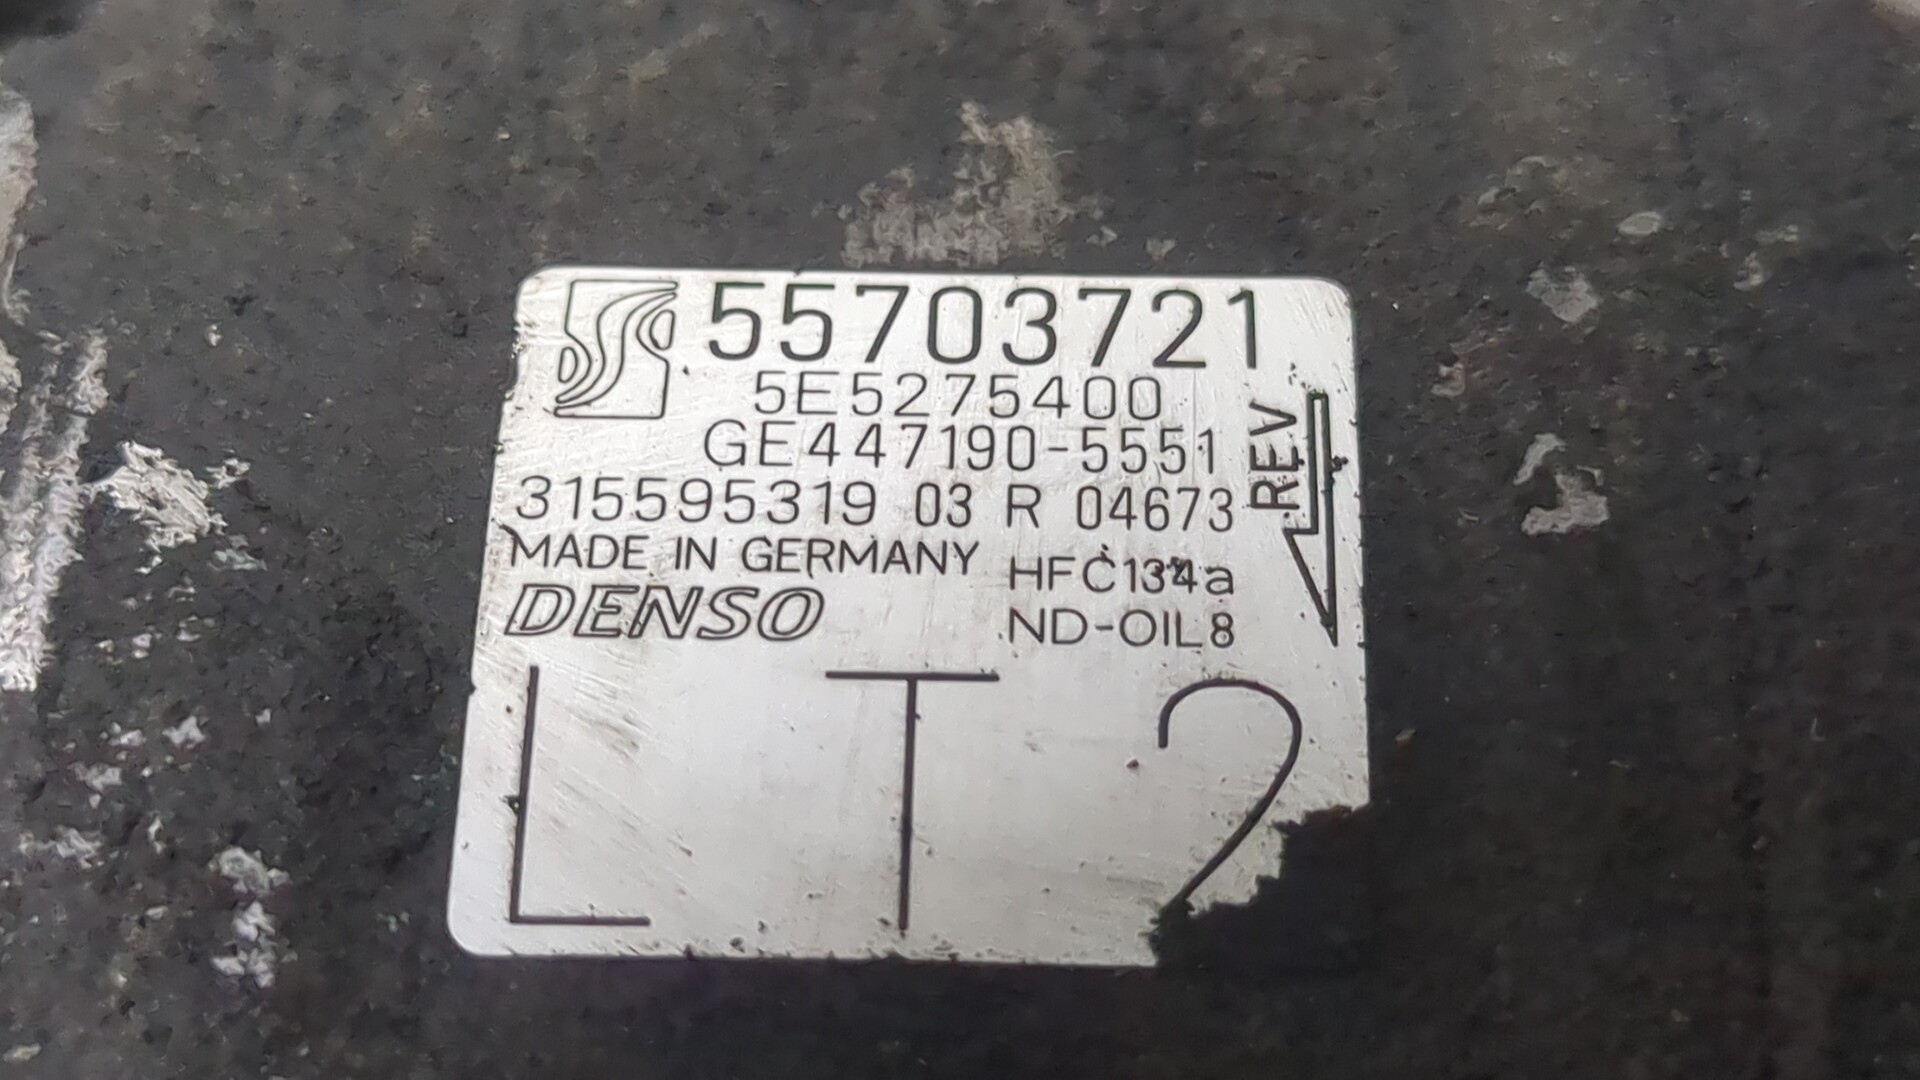 55703721
5E5275400
GE447190-5551
315595319 03 R 04673
REV
MADE IN GERMANY
HFC134a
DENSO
ND-OIL8
LT2